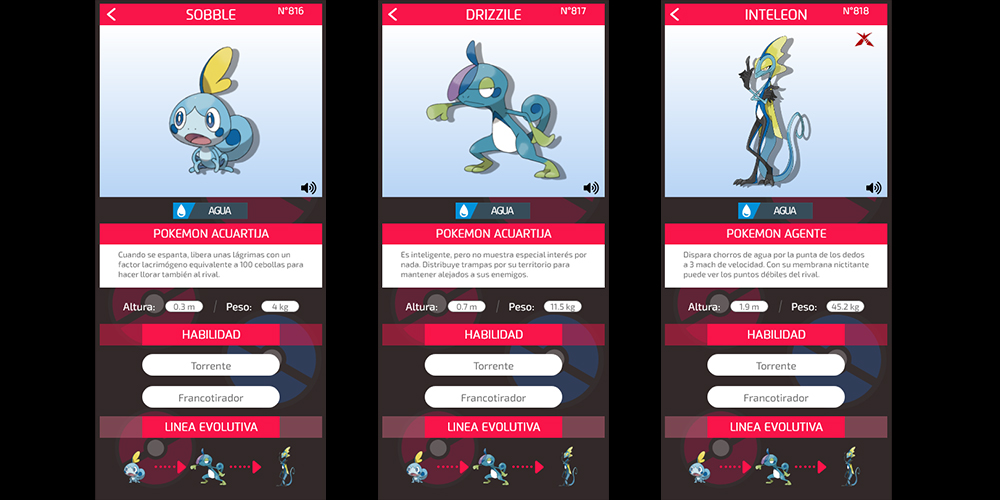 SOBBLE
N°816
AGUA
POKEMON ACUARTIJA
Cuando se espanta, libera unas lágrimas con un
factor lacrimógeno equivalente a 100 cebollas para
hacer llorar también al rival.
Altura: 0.3 m / Peso: 4 kg
HABILIDAD
Torrente
Francotirador
LINEA EVOLUTIVA
DRIZZILE
N°817
AGUA
POKEMON ACUARTIJA
Es inteligente, pero no muestra especial interés por
nada. Distribuye trampas por su territorio para
mantener alejados a sus enemigos.
Altura: 0.7 m / Peso: 11.5 kg
HABILIDAD
Torrente
Francotirador
LINEA EVOLUTIVA
INTELEON
N°818
AGUA
POKEMON AGENTE
Dispara chorros de agua por la punta de los dedos
a 3 mach de velocidad. Con su membrana nictitante
puede ver los puntos débiles del rival.
Altura: 1.9 m / Peso: 45.2 kg
HABILIDAD
Torrente
Francotirador
LINEA EVOLUTIVA